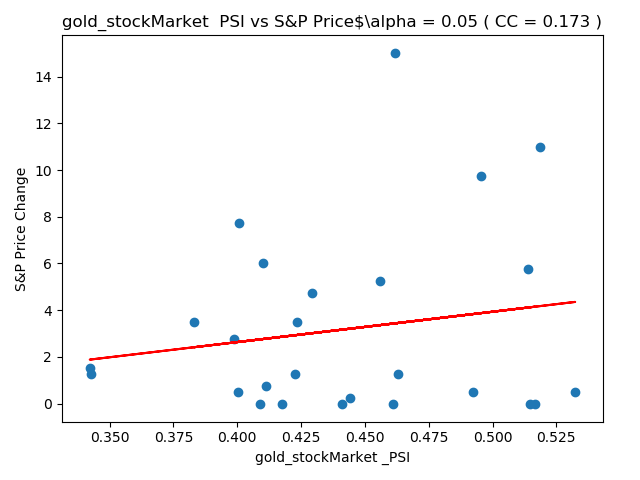 gold_stockMarket  PSI vs S&P Price$\alpha = 0.05 ( CC = 0.173 )
14
12
10
8
6
4
2
0
S&P Price Change
0.350 0.375 0.400 0.425 0.450 0.475 0.500 0.525
gold_stockMarket _PSI